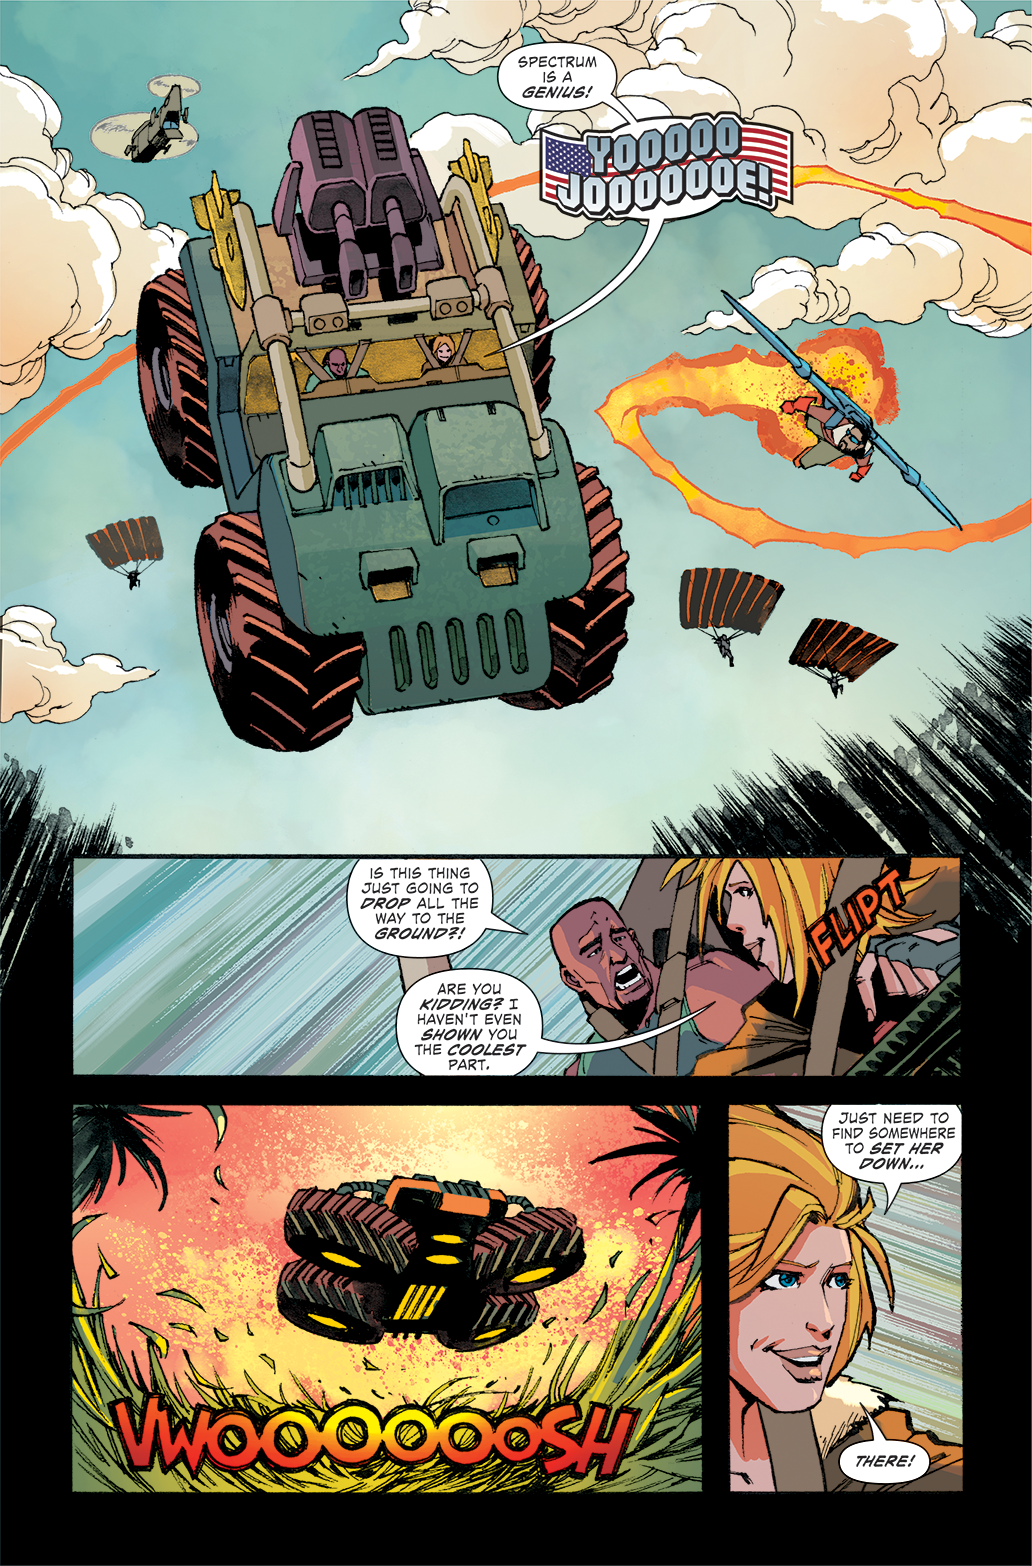 SPECTRUM
IS A
GENIUS!
YOOOOO
JOOOOOOOE!
IS THIS THING
JUST GOING TO
DROP ALL THE
WAY TO THE
GROUND?!
FLIPT
ARE YOU
KIDDING? I
HAVEN'T EVEN
SHOWN YOU
THE COOLEST
PART.
VWOOOOOOOSH
JUST NEED TO
FIND SOMEWHERE
TO SET HER
DOWN...
THERE!